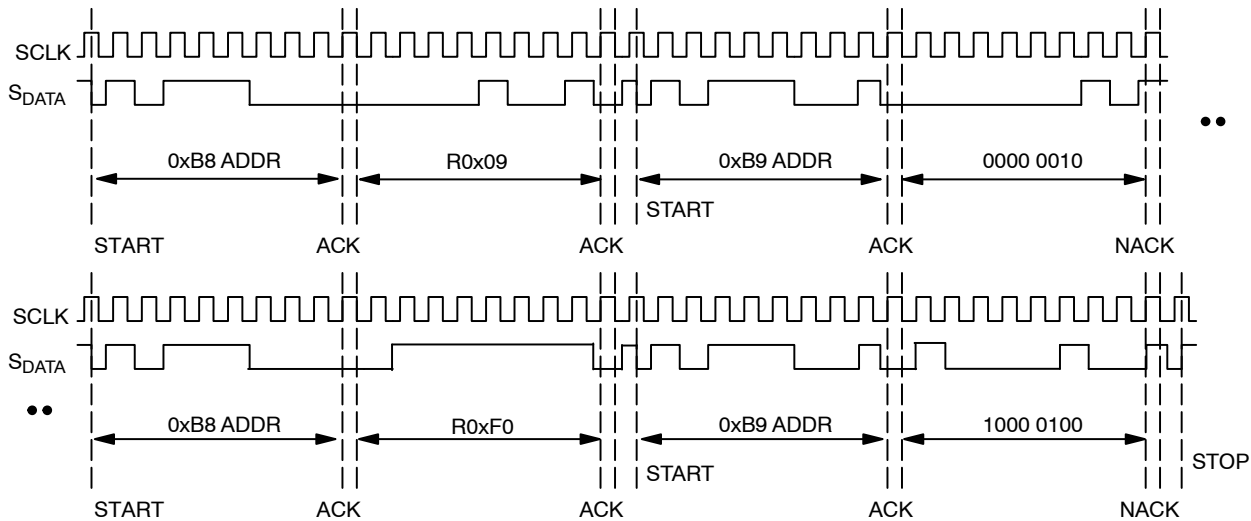 SCLK
SDATA
0xB8 ADDR
R0x09
0xB9 ADDR
0000 0010
START
START
ACK
ACK
ACK
NACK
SCLK
SDATA
0xB8 ADDR
R0xF0
0xB9 ADDR
1000 0100
START
STOP
START
ACK
ACK
ACK
NACK